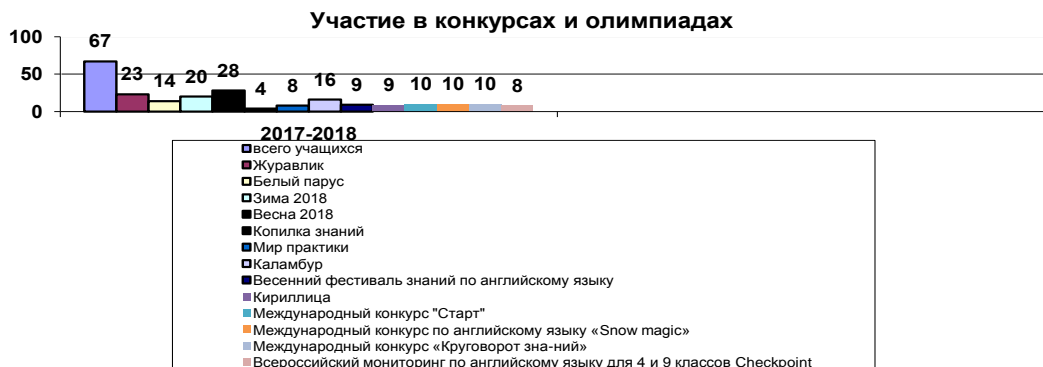 Участие в конкурсах и олимпиадах
100
50
0
67
23
14
20
28
4
8
16
9
9
10
10
10
8
2017-2018
всего учащихся
Журавлик
Белый парус
Зима 2018
Весна 2018
Копилка знаний
Мир практики
Каламбур
Весенний фестиваль знаний по английскому языку
Кириллица
Международный конкурс "Старт"
Международный конкурс по английскому языку «Snow magic»
Международный конкурс «Круговорот зна-ний»
Всероссийский мониторинг по английскому языку для 4 и 9 классов Checkpoint